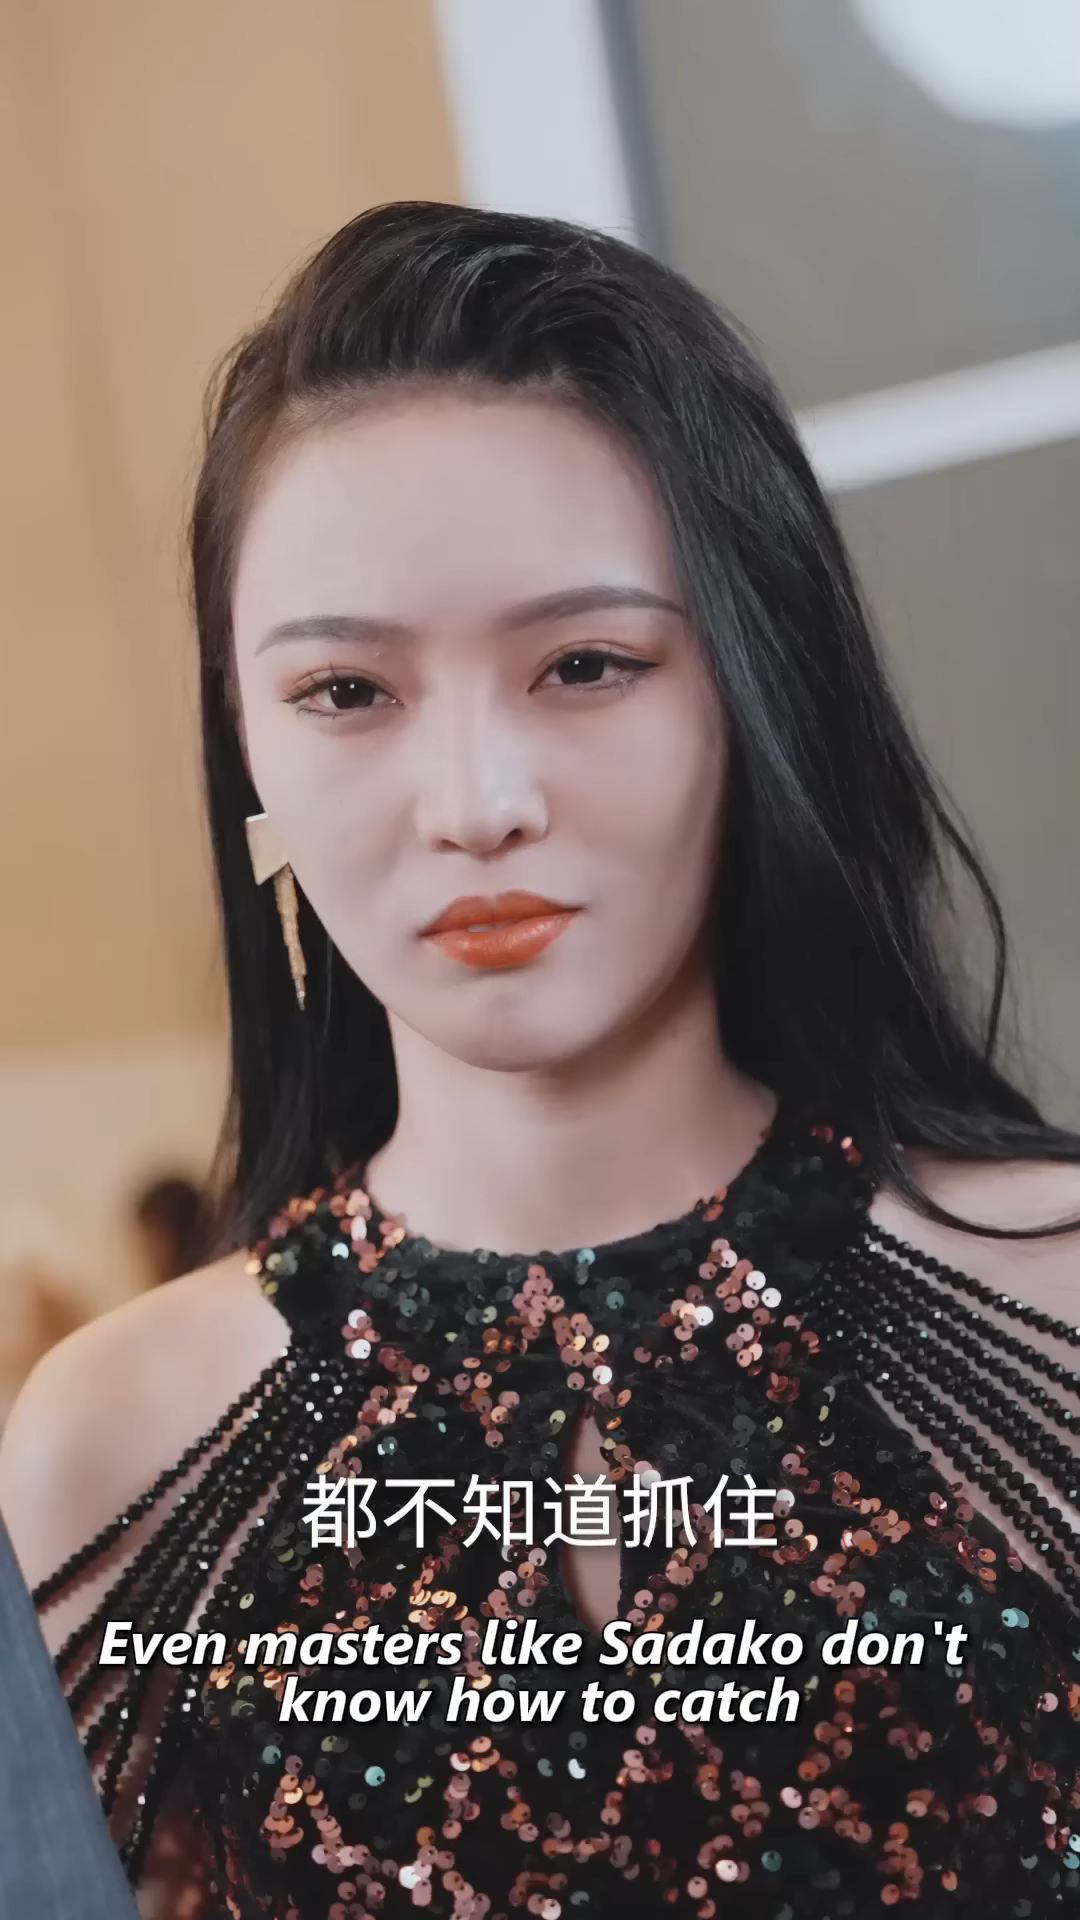 都不知道抓住
Even masters like Sadako don't
know how to catch